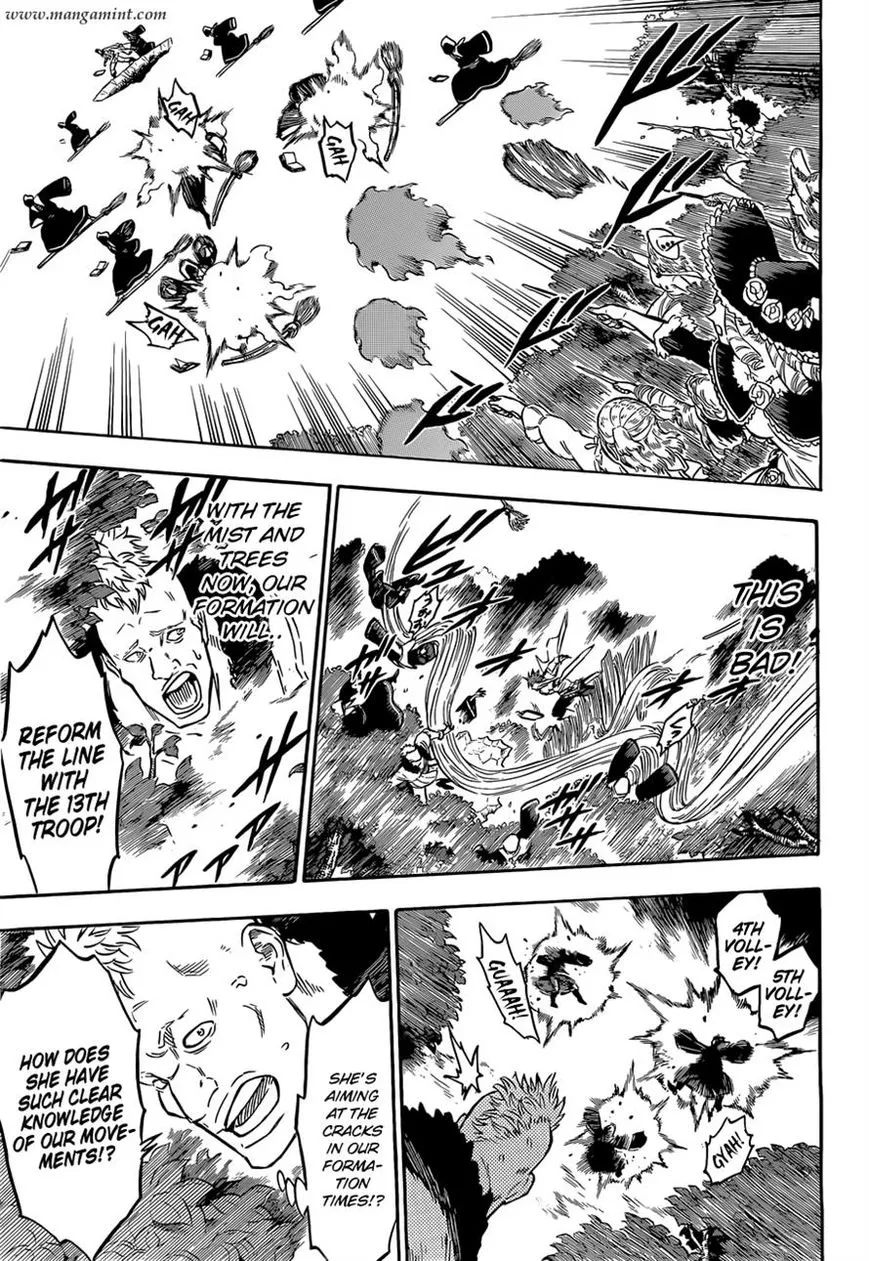 www.mangamint.com
GAH
GAH
GAH
THIS
IS
BAD!
WITH THE
MIST AND
TREES
NOW, OUR
FORMATION
WILL..
REFORM
THE LINE
WITH
THE 13TH
TROOP!
4TH
VOLL-
EY!
5TH
VOLL-
EY!
GUAAAH!
GYAH!
SHE'S
AIMING
AT THE
CRACKS
IN OUR
FORMA-
TION
TIMES!?
HOW DOES
SHE HAVE
SUCH CLEAR
KNOWLEDGE
OF OUR MOVE-
MENTS!?